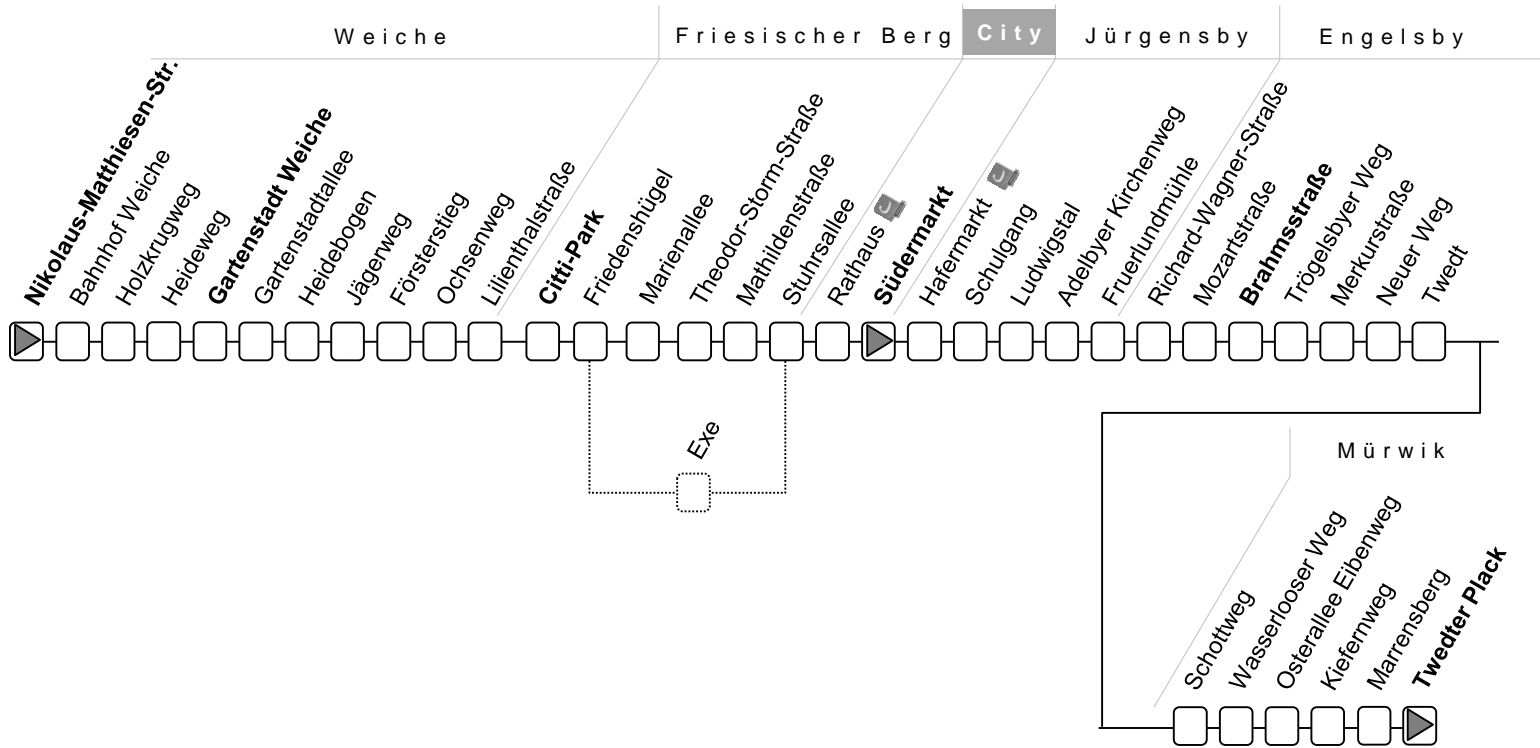 Weiche
Friesischer Berg
City
Jürgensby
Engelsby
Nikolaus-Matthiesen-Str.
Bahnhof Weiche
Holzkrugweg
Heideweg
Gartenstadt Weiche
Gartenstadtallee
Heidebogen
Jägerweg
Försterstieg
Ochsenweg
Lilienthalstraße
Citti-Park
Friedenshügel
Marienallee
Theodor-Storm-Straße
Mathildenstraße
Stuhrsallee
Rathaus
Südermarkt
Hafermarkt
Schulgang
Ludwigstal
Adelbyer Kirchenweg
Fruerlundmühle
Richard-Wagner-Straße
Mozartstraße
Brahmsstraße
Trögelsbyer Weg
Merkurstraße
Neuer Weg
Twedt
Exe
Mürwik
Schottweg
Wasserlooser Weg
Osterallee Eibenweg
Kiefernweg
Marrensberg
Twedter Plack